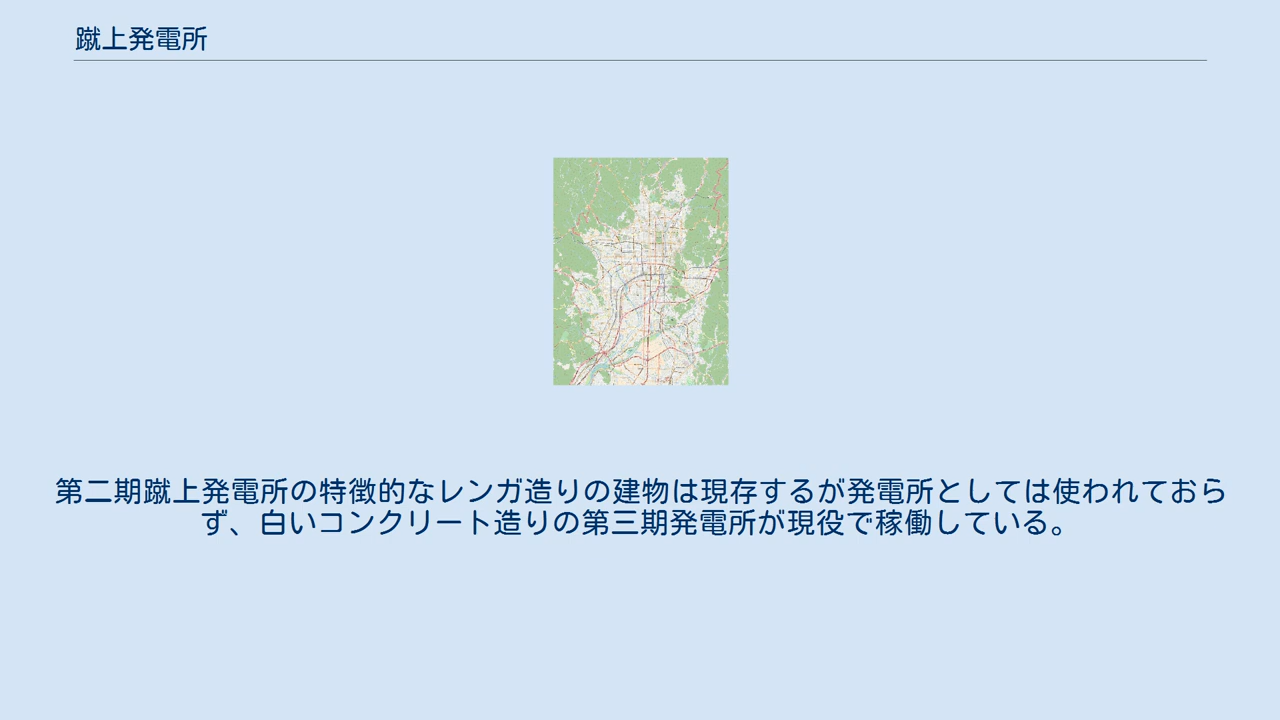 蹴上発電所
第二期蹴上発電所の特徴的なレンガ造りの建物は現存するが発電所としては使われておら
ず、白いコンクリート造りの第三期発電所が現役で稼働している。